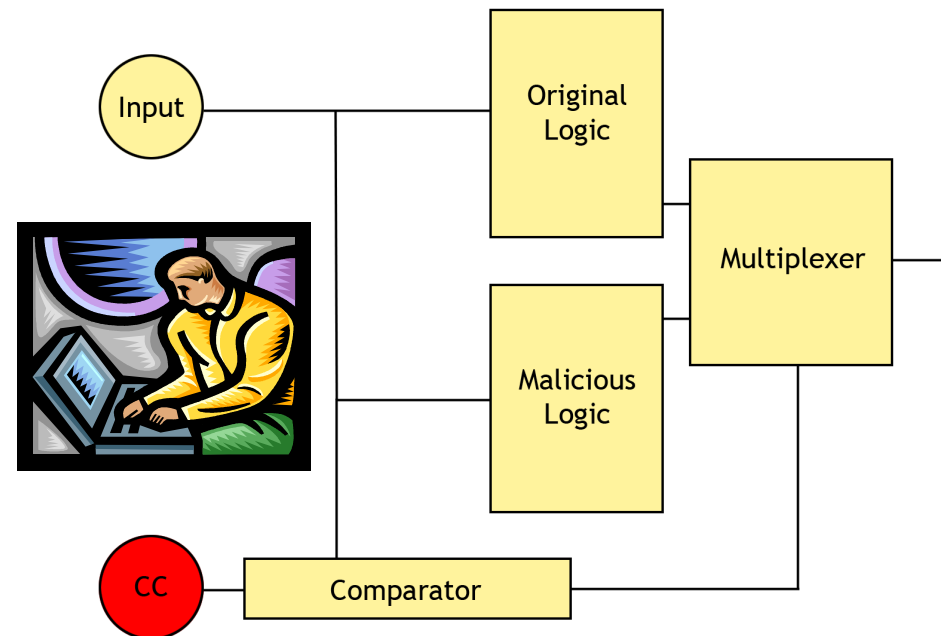 Input
Original
Logic
Multiplexer
Malicious
Logic
CC
Comparator